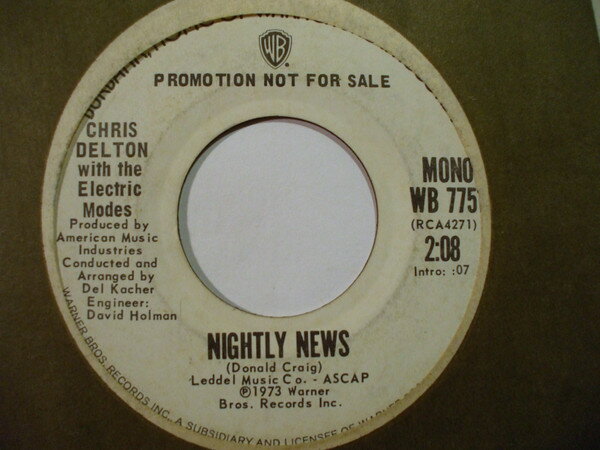 WB
PROMOTION NOT FOR SALE
CHRIS
DELTON
with the
Electric
Modes
Produced by
American Music
Industries
Conducted and
Arranged by
Del Kacher
Engineer:
David Holman
MONO
WB 775
(RCA4271)
2:08
Intro: :07
NIGHTLY NEWS
(Donald Craig)
Leddel Music Co. - ASCAP
℗1973 Warner
Bros. Records Inc.
WARNER BROS. RECORDS INC., A SUBSIDIARY AND LICENSEE OF WARNER